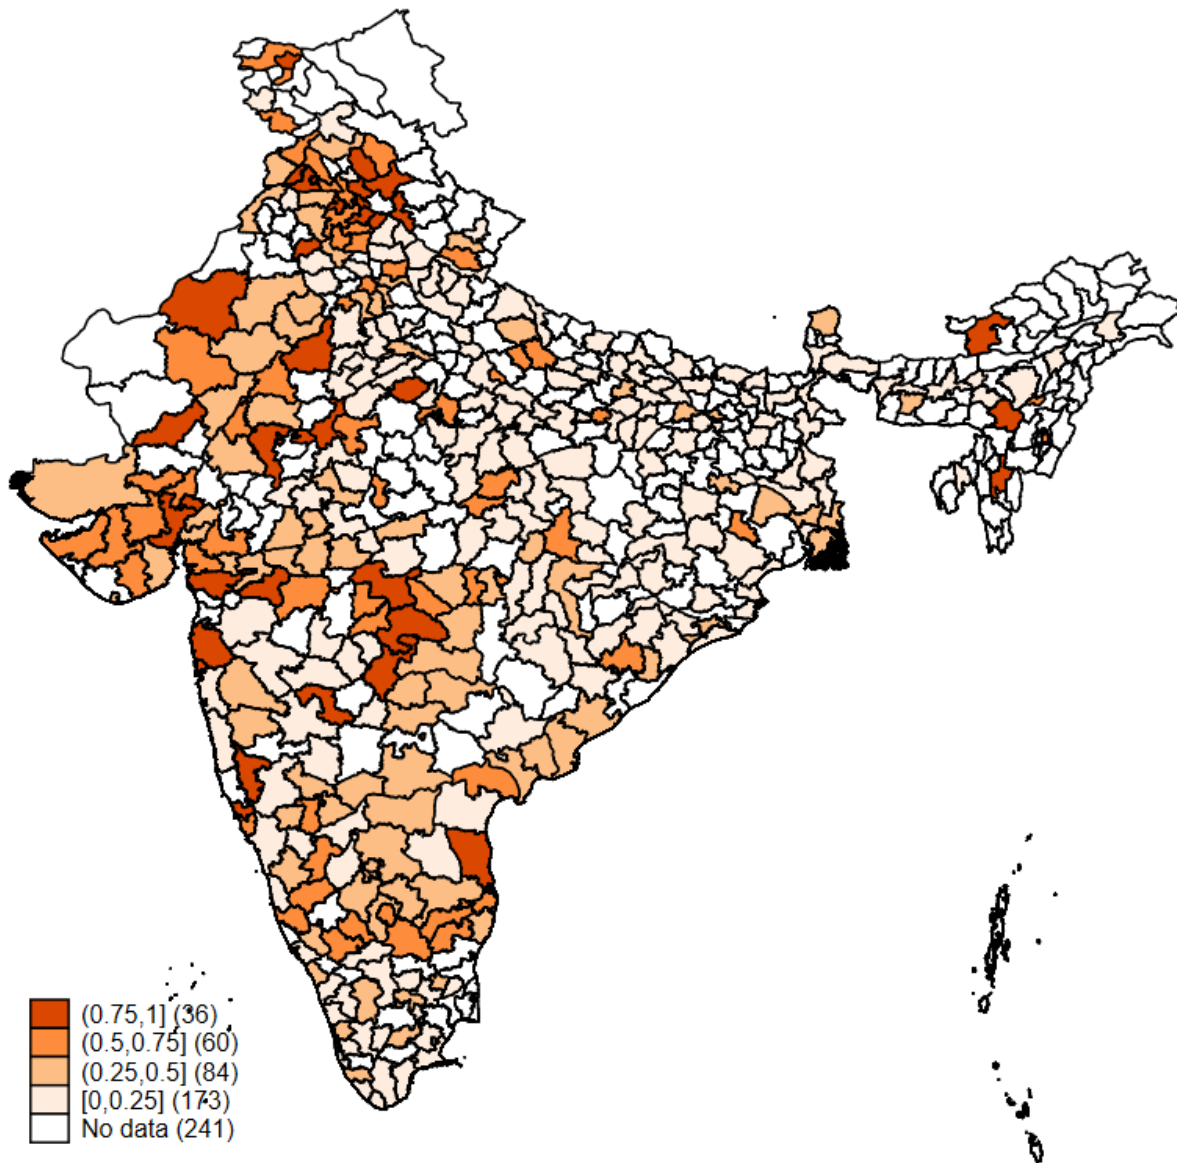 (0.75,1] (36)
(0.5,0.75] (60)
(0.25,0.5] (84)
[0,0.25] (173)
No data (241)